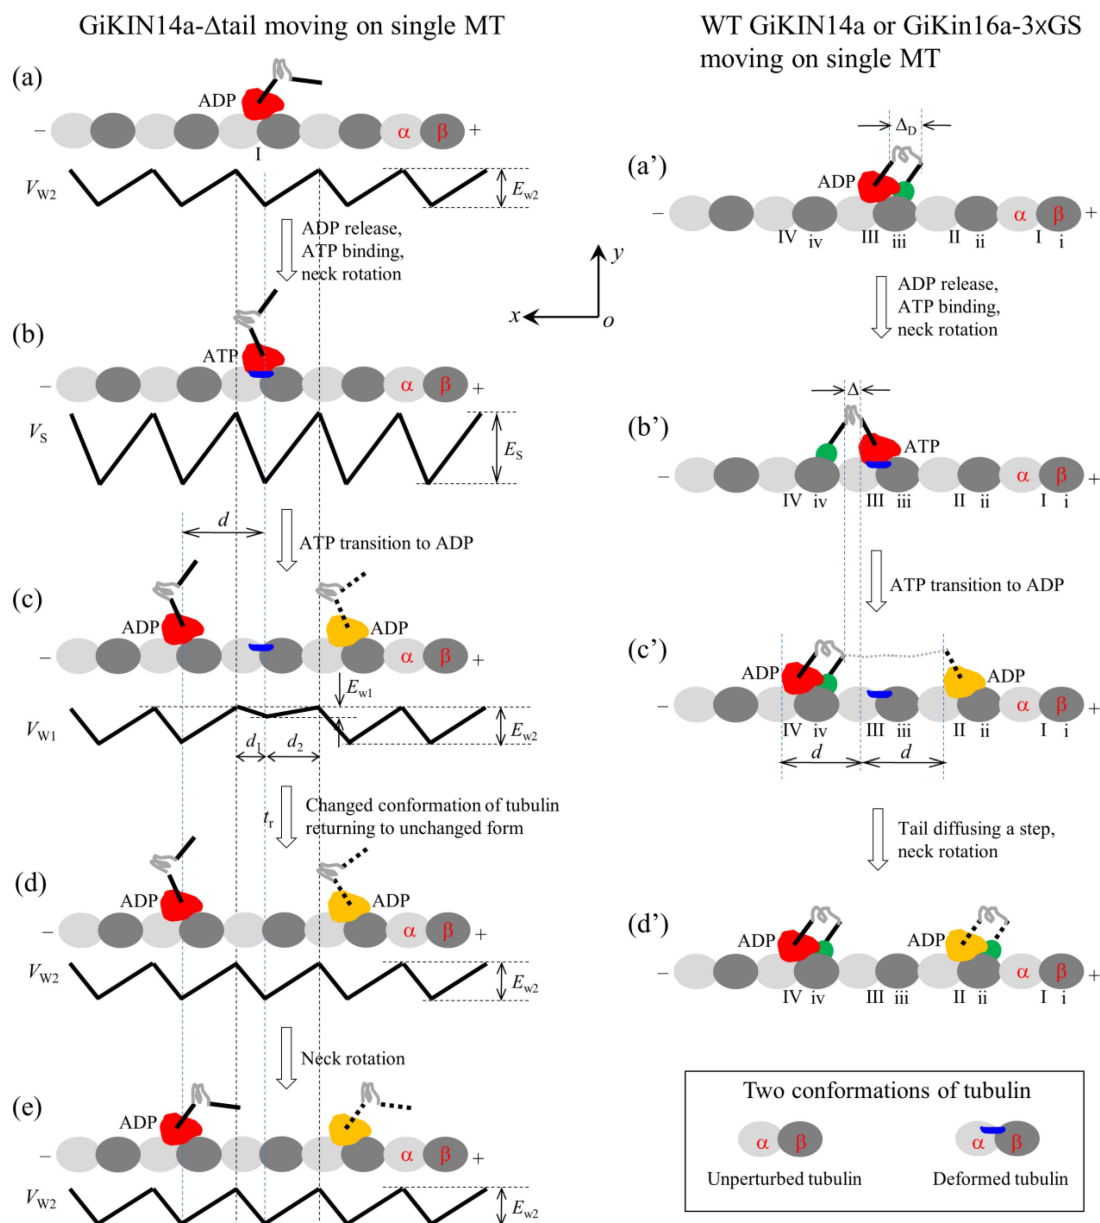 GiKIN14a-Δtail moving on single MT
(a)
ADP
− α β +
I
V_W2
E_w2
ADP release,
ATP binding,
neck rotation
(b)
ATP
− α β +
V_S
E_S
d
ATP transition to ADP
(c)
ADP ADP
− α β +
E_w1
V_W1
E_w2
d_1 d_2
t_r
Changed conformation of tubulin
returning to unchanged form
(d)
ADP ADP
− α β +
V_W2
E_w2
Neck rotation
(e)
ADP
− α β +
V_W2
E_w2
y
x o
WT GiKIN14a or GiKin16a-3xGS
moving on single MT
Δ_D
(a')
ADP
− α β +
IV iv III iii II ii I i
ADP release,
ATP binding,
neck rotation
Δ
(b')
ATP
− α β +
IV iv III iii II ii I i
ATP transition to ADP
(c')
ADP ADP
− α β +
IV iv III iii II ii I i
d d
Tail diffusing a step,
neck rotation
(d')
ADP ADP
− α β +
IV iv III iii II ii I i
Two conformations of tubulin
α β α β
Unperturbed tubulin Deformed tubulin